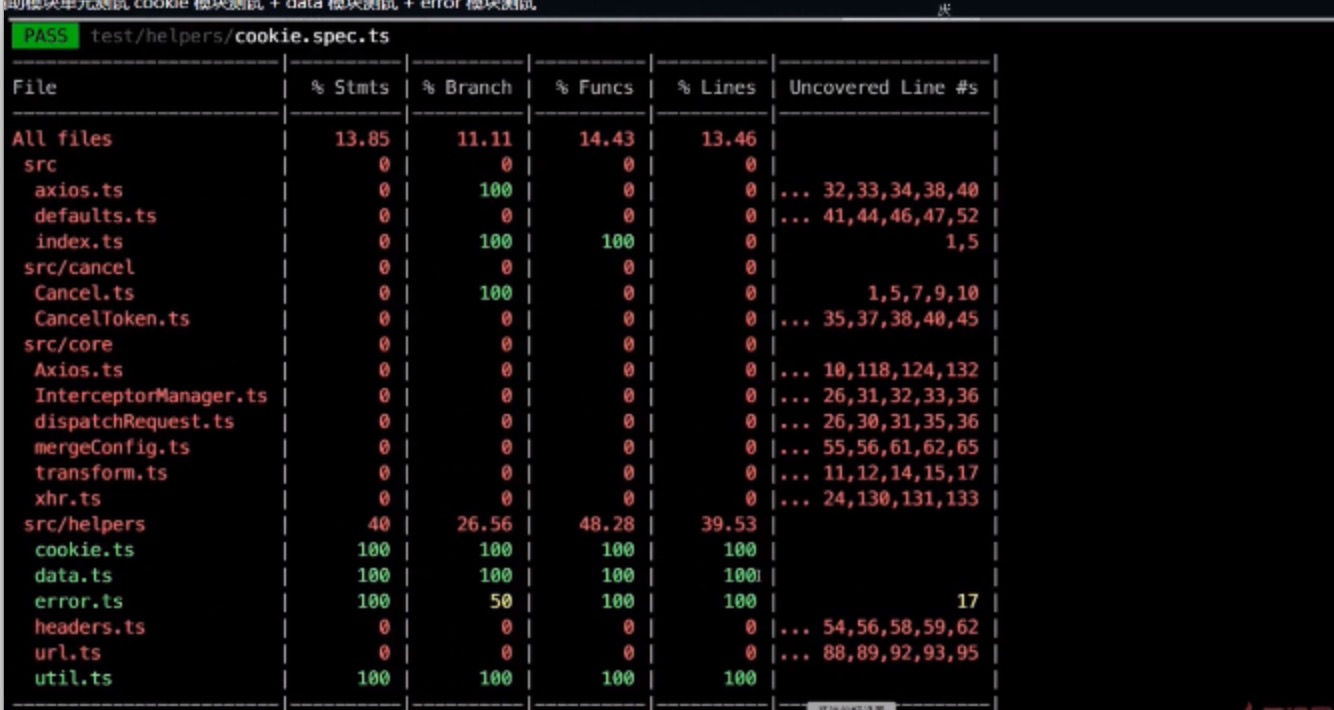 助模块单元测试 cookie 模块测试 + data 模块测试 + error 模块测试
PASS test/helpers/cookie.spec.ts
File | % Stmts | % Branch | % Funcs | % Lines | Uncovered Line #s |
All files | 13.85 | 11.11 | 14.43 | 13.46 | |
src | 0 | 0 | 0 | 0 | |
axios.ts | 0 | 100 | 0 | 0 |... 32,33,34,38,40 |
defaults.ts | 0 | 0 | 0 | 0 |... 41,44,46,47,52 |
index.ts | 0 | 100 | 100 | 0 | 1,5 |
src/cancel | 0 | 0 | 0 | 0 | |
Cancel.ts | 0 | 100 | 0 | 0 | 1,5,7,9,10 |
CancelToken.ts | 0 | 0 | 0 | 0 |... 35,37,38,40,45 |
src/core | 0 | 0 | 0 | 0 | |
Axios.ts | 0 | 0 | 0 | 0 |... 10,118,124,132 |
InterceptorManager.ts | 0 | 0 | 0 | 0 |... 26,31,32,33,36 |
dispatchRequest.ts | 0 | 0 | 0 | 0 |... 26,30,31,35,36 |
mergeConfig.ts | 0 | 0 | 0 | 0 |... 55,56,61,62,65 |
transform.ts | 0 | 0 | 0 | 0 |... 11,12,14,15,17 |
xhr.ts | 0 | 0 | 0 | 0 |... 24,130,131,133 |
src/helpers | 40 | 26.56 | 48.28 | 39.53 | |
cookie.ts | 100 | 100 | 100 | 100 | |
data.ts | 100 | 100 | 100 | 100 | |
error.ts | 100 | 50 | 100 | 100 | 17 |
headers.ts | 0 | 0 | 0 | 0 |... 54,56,58,59,62 |
url.ts | 0 | 0 | 0 | 0 |... 88,89,92,93,95 |
util.ts | 100 | 100 | 100 | 100 | |